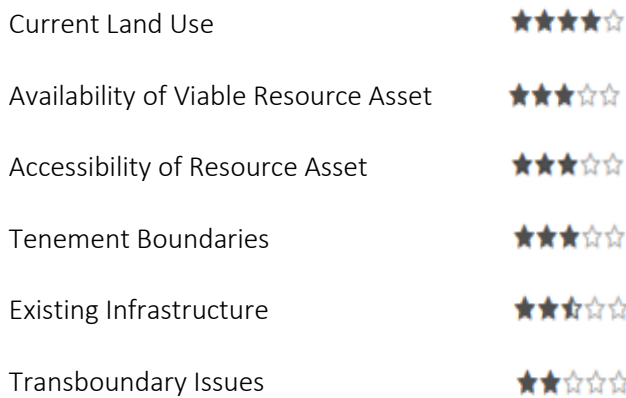 Current Land Use
Availability of Viable Resource Asset
Accessibility of Resource Asset
Tenement Boundaries
Existing Infrastructure
Transboundary Issues